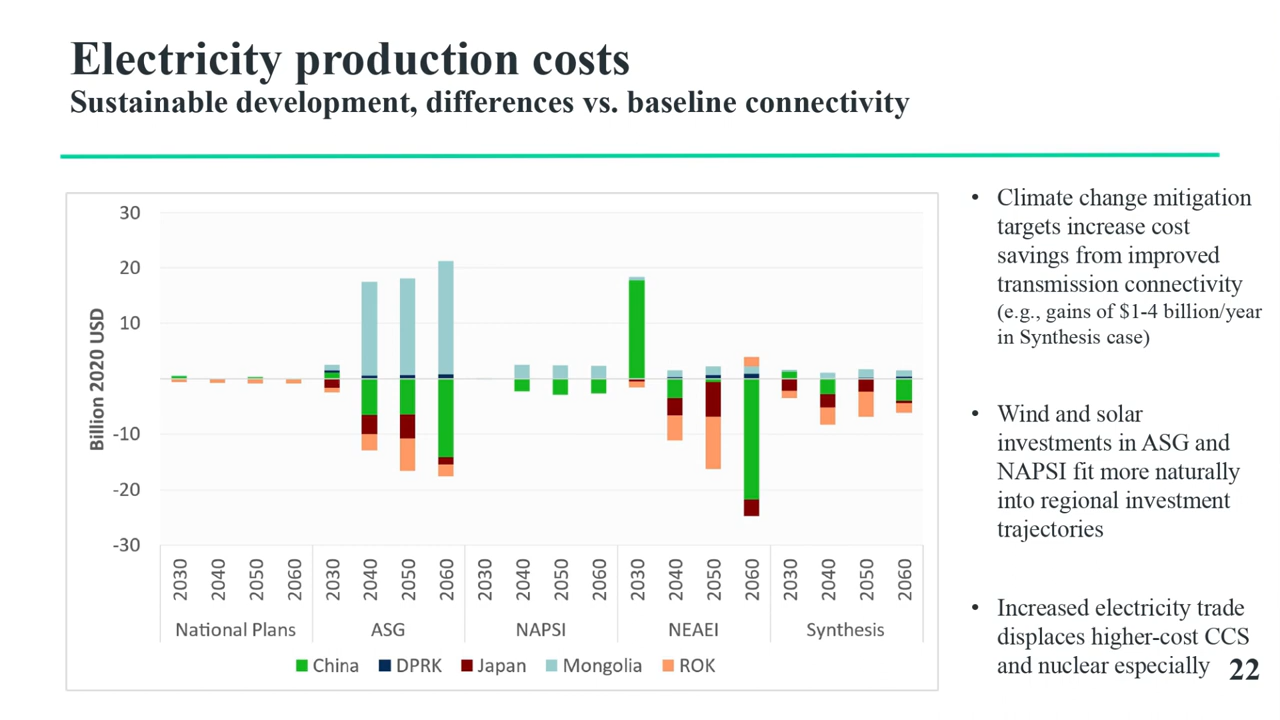 Electricity production costs
Sustainable development, differences vs. baseline connectivity
30
20
10
-10
-20
-30
Billion 2020 USD
2030 2040 2050 2060 2030 2040 2050 2060 2030 2040 2050 2060 2030 2040 2050 2060 2030 2040 2050 2060
National Plans ASG NAPSI NEAEI Synthesis
China DPRK Japan Mongolia ROK
• Climate change mitigation
targets increase cost
savings from improved
transmission connectivity
(e.g., gains of $1-4 billion/year
in Synthesis case)
• Wind and solar
investments in ASG and
NAPSI fit more naturally
into regional investment
trajectories
• Increased electricity trade
displaces higher-cost CCS
and nuclear especially
22